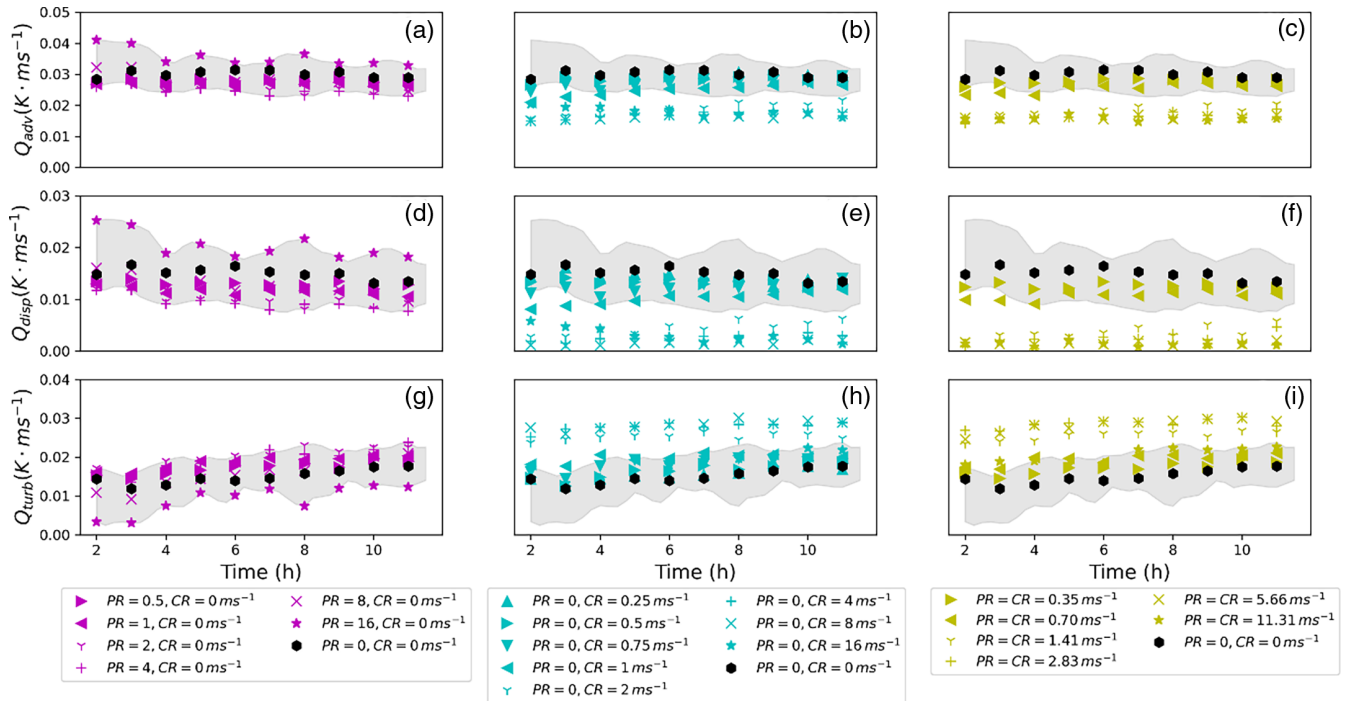 (a) (b) (c)
0.05
0.04
0.03
0.02
0.01
0.00
Q_adv(K · ms⁻¹)
(d) (e) (f)
0.03
0.02
0.01
0.00
Q_disp(K · ms⁻¹)
(g) (h) (i)
0.04
0.03
0.02
0.01
0.00
Q_turb(K · ms⁻¹)
2 4 6 8 10 2 4 6 8 10 2 4 6 8 10
Time (h) Time (h) Time (h)
PR = 0.5, CR = 0 ms⁻¹
PR = 1, CR = 0 ms⁻¹
PR = 2, CR = 0 ms⁻¹
PR = 4, CR = 0 ms⁻¹
PR = 8, CR = 0 ms⁻¹
PR = 16, CR = 0 ms⁻¹
PR = 0, CR = 0 ms⁻¹
PR = 0, CR = 0.25 ms⁻¹
PR = 0, CR = 0.5 ms⁻¹
PR = 0, CR = 0.75 ms⁻¹
PR = 0, CR = 1 ms⁻¹
PR = 0, CR = 2 ms⁻¹
PR = 0, CR = 4 ms⁻¹
PR = 0, CR = 8 ms⁻¹
PR = 0, CR = 16 ms⁻¹
PR = 0, CR = 0 ms⁻¹
PR = CR = 0.35 ms⁻¹
PR = CR = 0.70 ms⁻¹
PR = CR = 1.41 ms⁻¹
PR = CR = 2.83 ms⁻¹
PR = CR = 5.66 ms⁻¹
PR = CR = 11.31 ms⁻¹
PR = 0, CR = 0 ms⁻¹